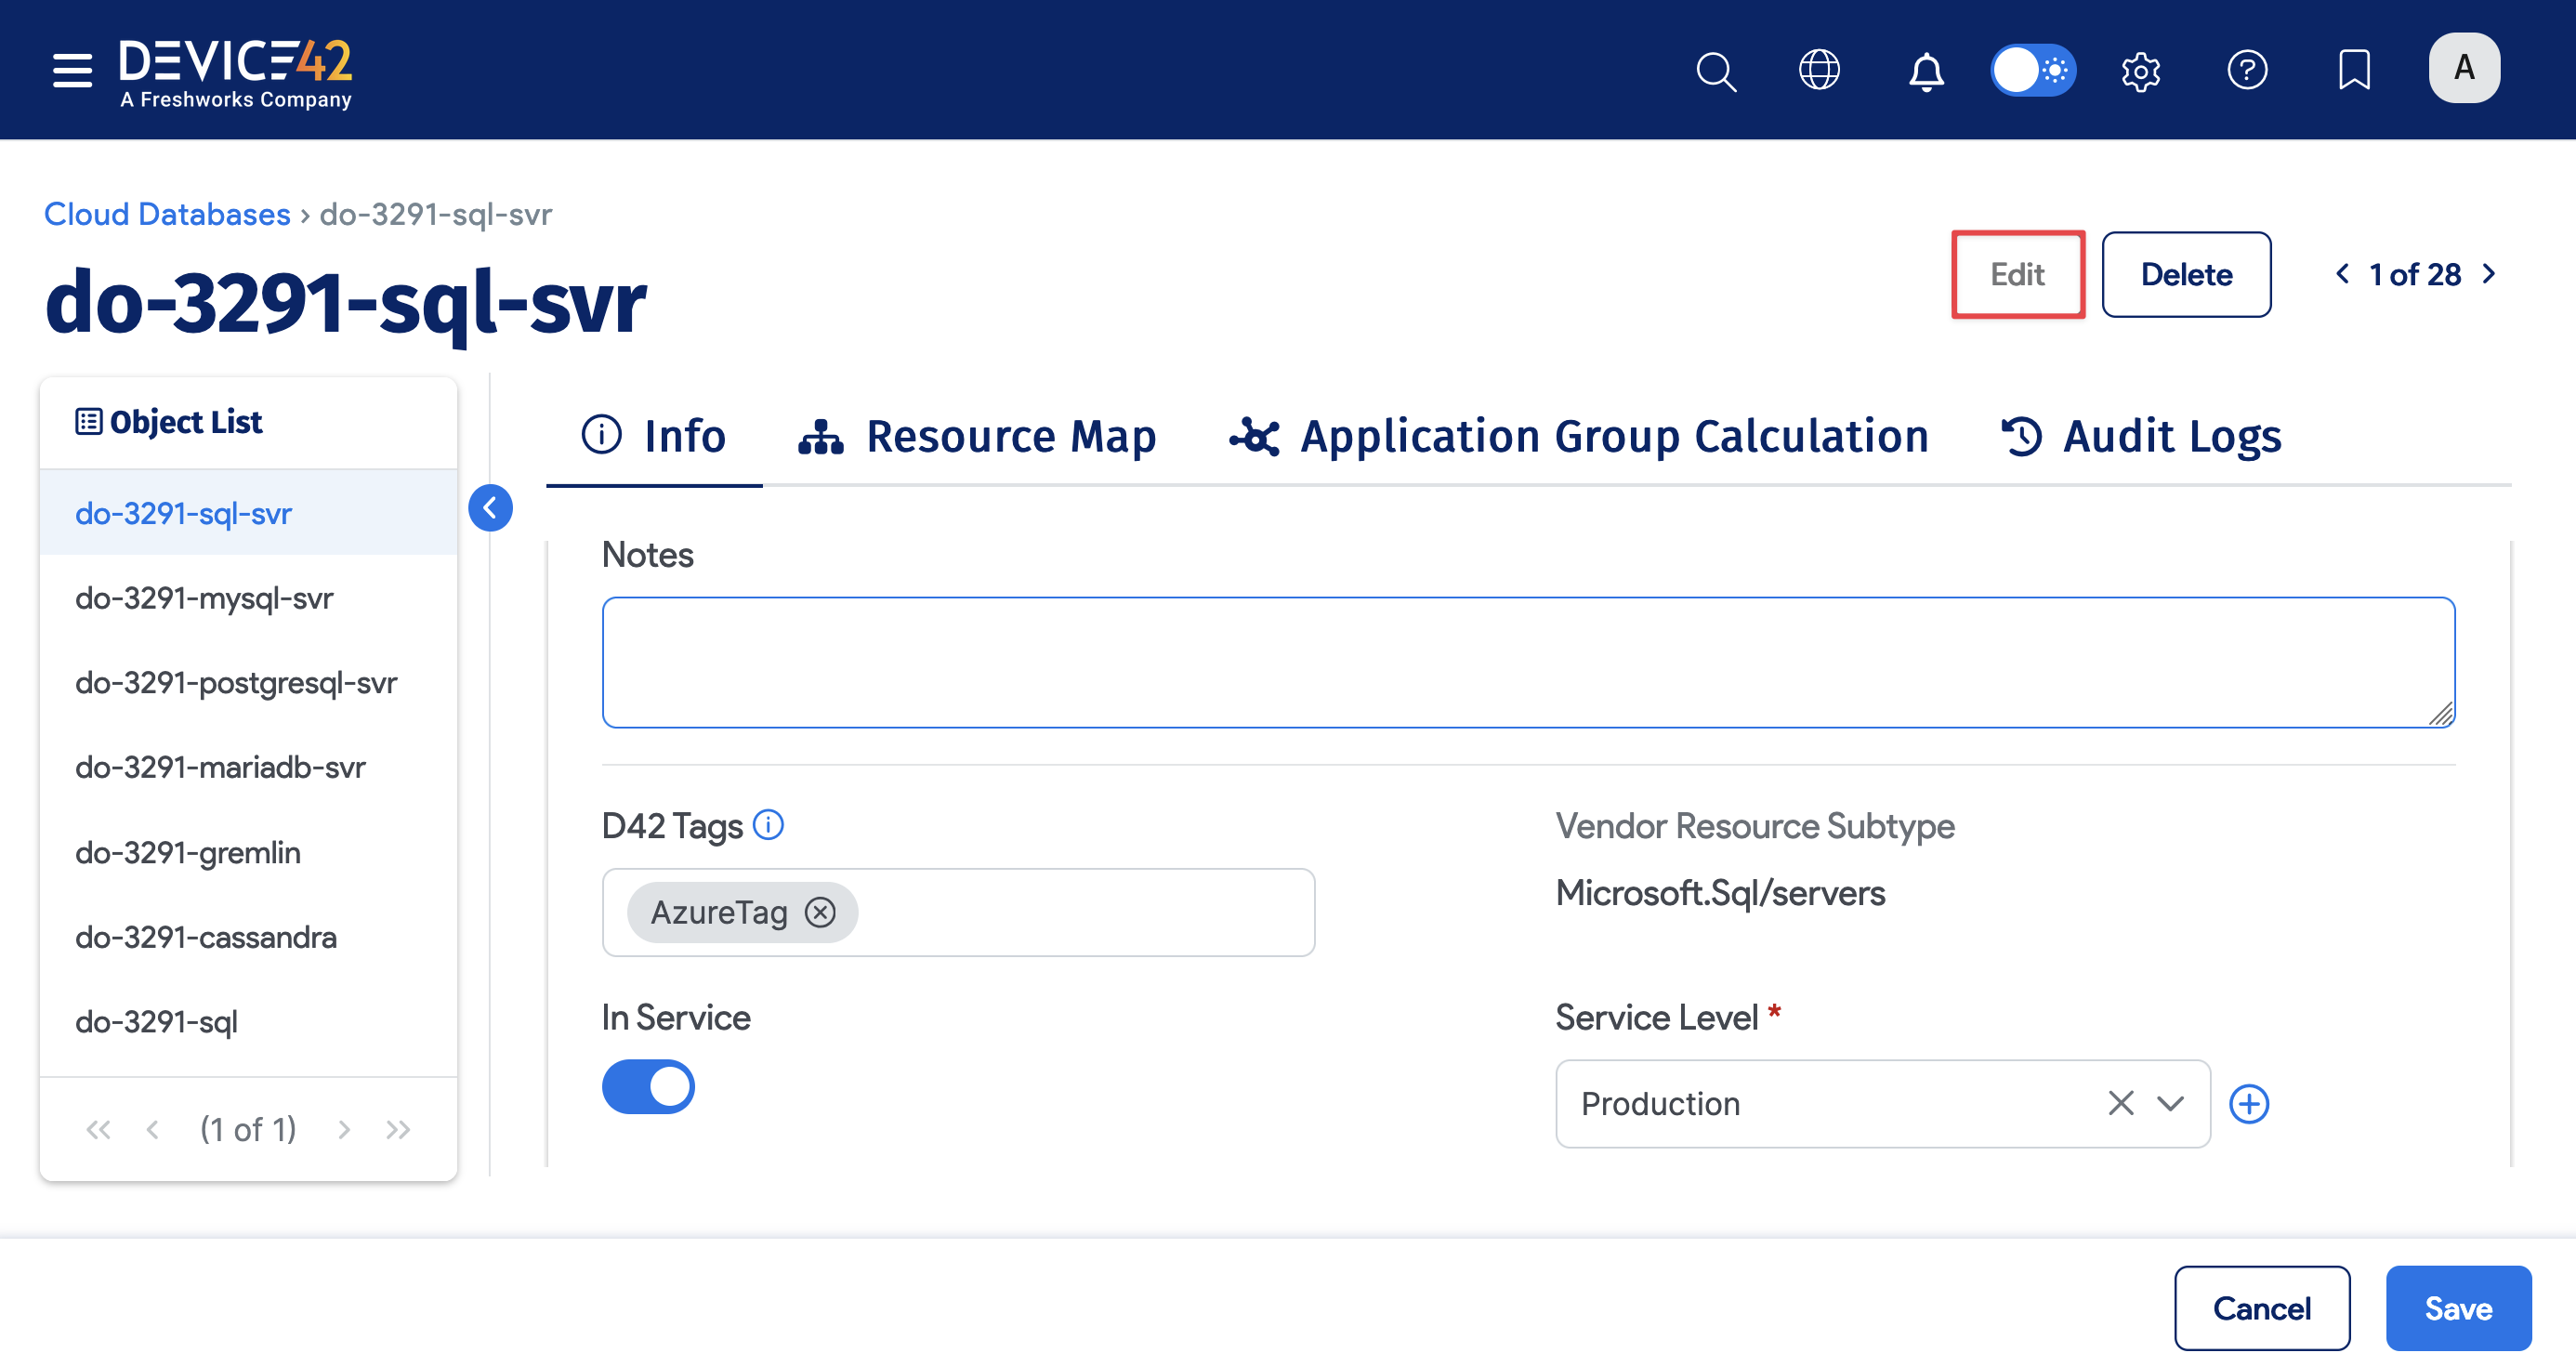 DEVICE42
A Freshworks Company
A
Cloud Databases › do-3291-sql-svr
do-3291-sql-svr
Edit
Delete
1 of 28
Object List
do-3291-sql-svr
do-3291-mysql-svr
do-3291-postgresql-svr
do-3291-mariadb-svr
do-3291-gremlin
do-3291-cassandra
do-3291-sql
(1 of 1)
Info
Resource Map
Application Group Calculation
Audit Logs
Notes
D42 Tags
AzureTag
Vendor Resource Subtype
Microsoft.Sql/servers
In Service
Service Level *
Production
Cancel
Save